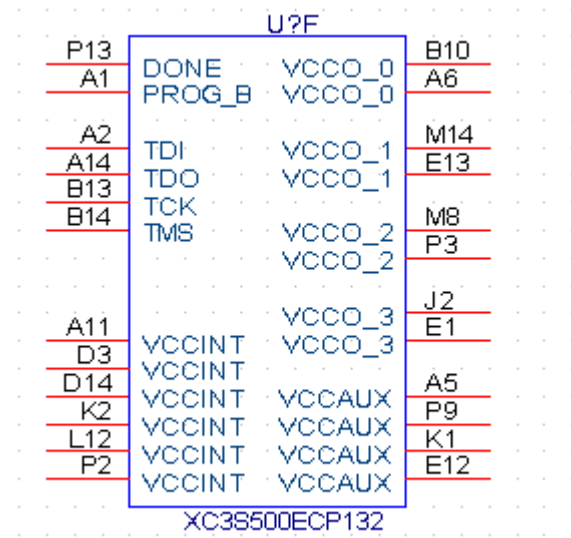 U?F
P13 DONE VCCO_0 B10
A1 PROG_B VCCO_0 A6
A2 TDI VCCO_1 M14
A14 TDO VCCO_1 E13
B13 TCK
B14 TMS VCCO_2 M8
VCCO_2 P3
VCCO_3 J2
A11 VCCINT VCCO_3 E1
D3 VCCINT
D14 VCCINT VCCAUX A5
K2 VCCINT VCCAUX P9
L12 VCCINT VCCAUX K1
P2 VCCINT VCCAUX E12
XC3S500ECP132